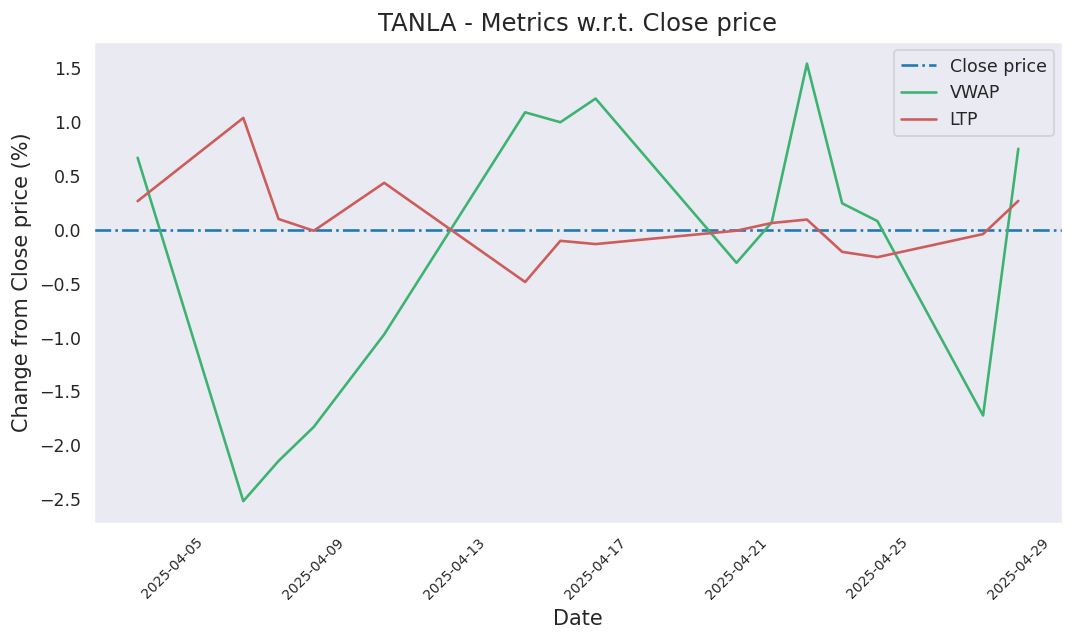 TANLA - Metrics w.r.t. Close price
Change from Close price (%)
1.5
1.0
0.5
0.0
−0.5
−1.0
−1.5
−2.0
−2.5
Close price
VWAP
LTP
2025-04-05
2025-04-09
2025-04-13
2025-04-17
2025-04-21
2025-04-25
2025-04-29
Date